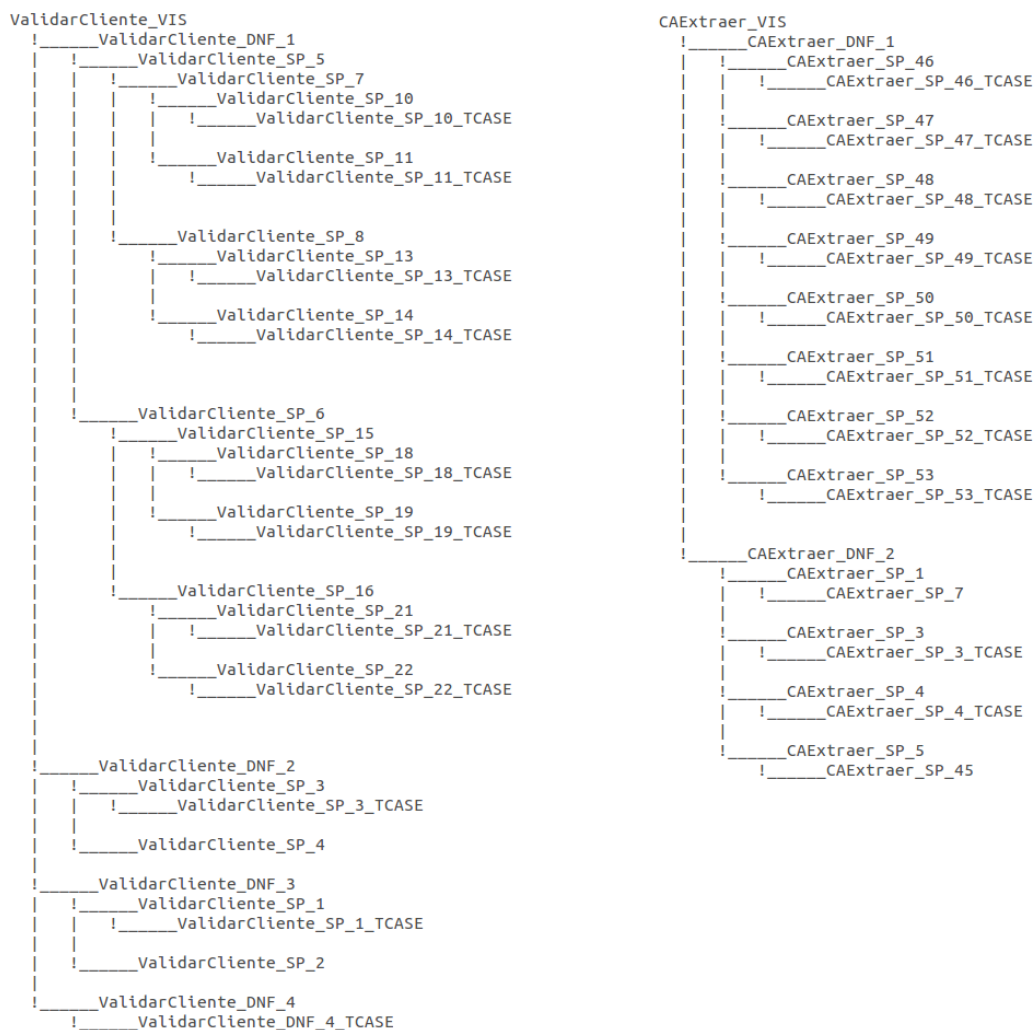 ValidarCliente_VIS
!______ValidarCliente_DNF_1
| !______ValidarCliente_SP_5
| | !______ValidarCliente_SP_7
| | | !______ValidarCliente_SP_10
| | | | !______ValidarCliente_SP_10_TCASE
| | | |
| | | !______ValidarCliente_SP_11
| | | !______ValidarCliente_SP_11_TCASE
| | |
| | |
| | !______ValidarCliente_SP_8
| | !______ValidarCliente_SP_13
| | | !______ValidarCliente_SP_13_TCASE
| | |
| | !______ValidarCliente_SP_14
| | !______ValidarCliente_SP_14_TCASE
| |
| |
| |
| !______ValidarCliente_SP_6
| !______ValidarCliente_SP_15
| | !______ValidarCliente_SP_18
| | | !______ValidarCliente_SP_18_TCASE
| | |
| | !______ValidarCliente_SP_19
| | !______ValidarCliente_SP_19_TCASE
| |
| |
| !______ValidarCliente_SP_16
| !______ValidarCliente_SP_21
| | !______ValidarCliente_SP_21_TCASE
| |
| !______ValidarCliente_SP_22
| !______ValidarCliente_SP_22_TCASE
|
|
|
!______ValidarCliente_DNF_2
| !______ValidarCliente_SP_3
| | !______ValidarCliente_SP_3_TCASE
| |
| !______ValidarCliente_SP_4
|
!______ValidarCliente_DNF_3
| !______ValidarCliente_SP_1
| | !______ValidarCliente_SP_1_TCASE
| |
| !______ValidarCliente_SP_2
|
!______ValidarCliente_DNF_4
!______ValidarCliente_DNF_4_TCASE
CAExtraer_VIS
!______CAExtraer_DNF_1
| !______CAExtraer_SP_46
| | !______CAExtraer_SP_46_TCASE
| |
| !______CAExtraer_SP_47
| | !______CAExtraer_SP_47_TCASE
| |
| !______CAExtraer_SP_48
| | !______CAExtraer_SP_48_TCASE
| |
| !______CAExtraer_SP_49
| | !______CAExtraer_SP_49_TCASE
| |
| !______CAExtraer_SP_50
| | !______CAExtraer_SP_50_TCASE
| |
| !______CAExtraer_SP_51
| | !______CAExtraer_SP_51_TCASE
| |
| !______CAExtraer_SP_52
| | !______CAExtraer_SP_52_TCASE
| |
| !______CAExtraer_SP_53
| !______CAExtraer_SP_53_TCASE
|
|
!______CAExtraer_DNF_2
!______CAExtraer_SP_1
| !______CAExtraer_SP_7
|
!______CAExtraer_SP_3
| !______CAExtraer_SP_3_TCASE
|
!______CAExtraer_SP_4
| !______CAExtraer_SP_4_TCASE
|
!______CAExtraer_SP_5
!______CAExtraer_SP_45